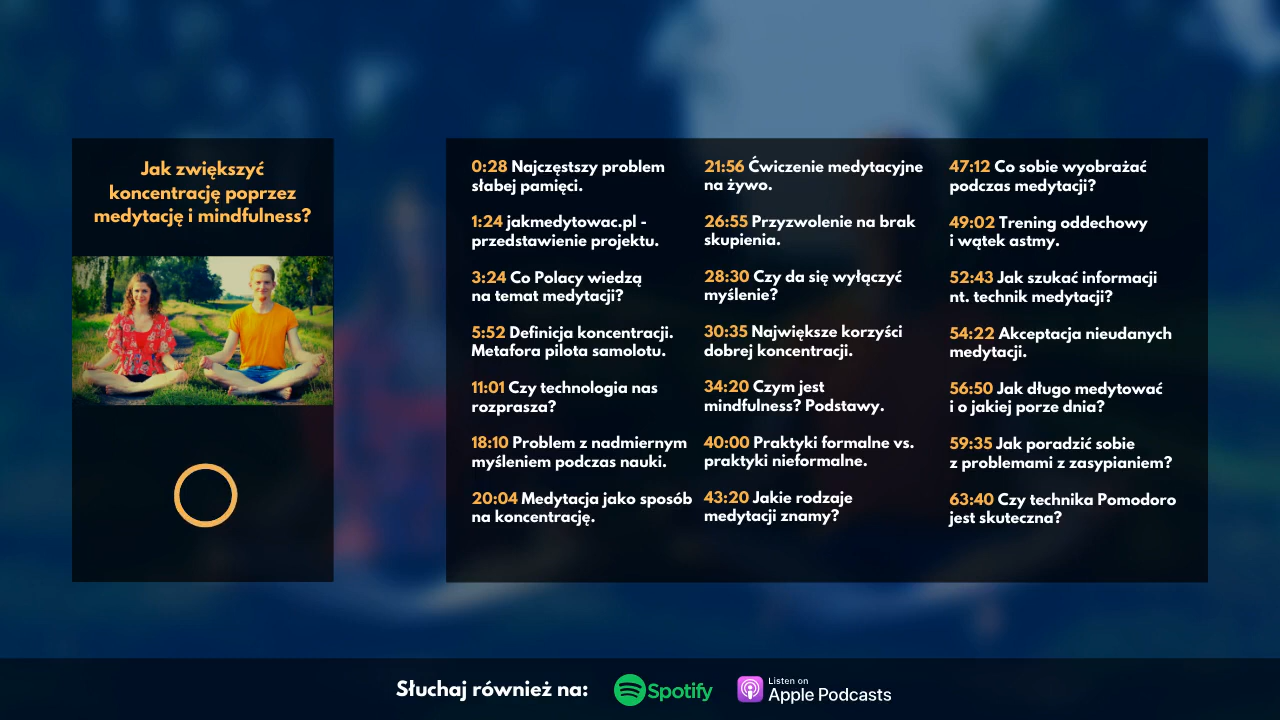 Jak zwiększyć
koncentrację poprzez
medytację i mindfulness?
0:28 Najczęstszy problem
słabej pamięci.
1:24 jakmedytowac.pl -
przedstawienie projektu.
3:24 Co Polacy wiedzą
na temat medytacji?
5:52 Definicja koncentracji.
Metafora pilota samolotu.
11:01 Czy technologia nas
rozprasza?
18:10 Problem z nadmiernym
myśleniem podczas nauki.
20:04 Medytacja jako sposób
na koncentrację.
21:56 Ćwiczenie medytacyjne
na żywo.
26:55 Przyzwolenie na brak
skupienia.
28:30 Czy da się wyłączyć
myślenie?
30:35 Największe korzyści
dobrej koncentracji.
34:20 Czym jest
mindfulness? Podstawy.
40:00 Praktyki formalne vs.
praktyki nieformalne.
43:20 Jakie rodzaje
medytacji znamy?
47:12 Co sobie wyobrażać
podczas medytacji?
49:02 Trening oddechowy
i wątek astmy.
52:43 Jak szukać informacji
nt. technik medytacji?
54:22 Akceptacja nieudanych
medytacji.
56:50 Jak długo medytować
i o jakiej porze dnia?
59:35 Jak poradzić sobie
z problemami z zasypianiem?
63:40 Czy technika Pomodoro
jest skuteczna?
Słuchaj również na:
Spotify
Listen on
Apple Podcasts